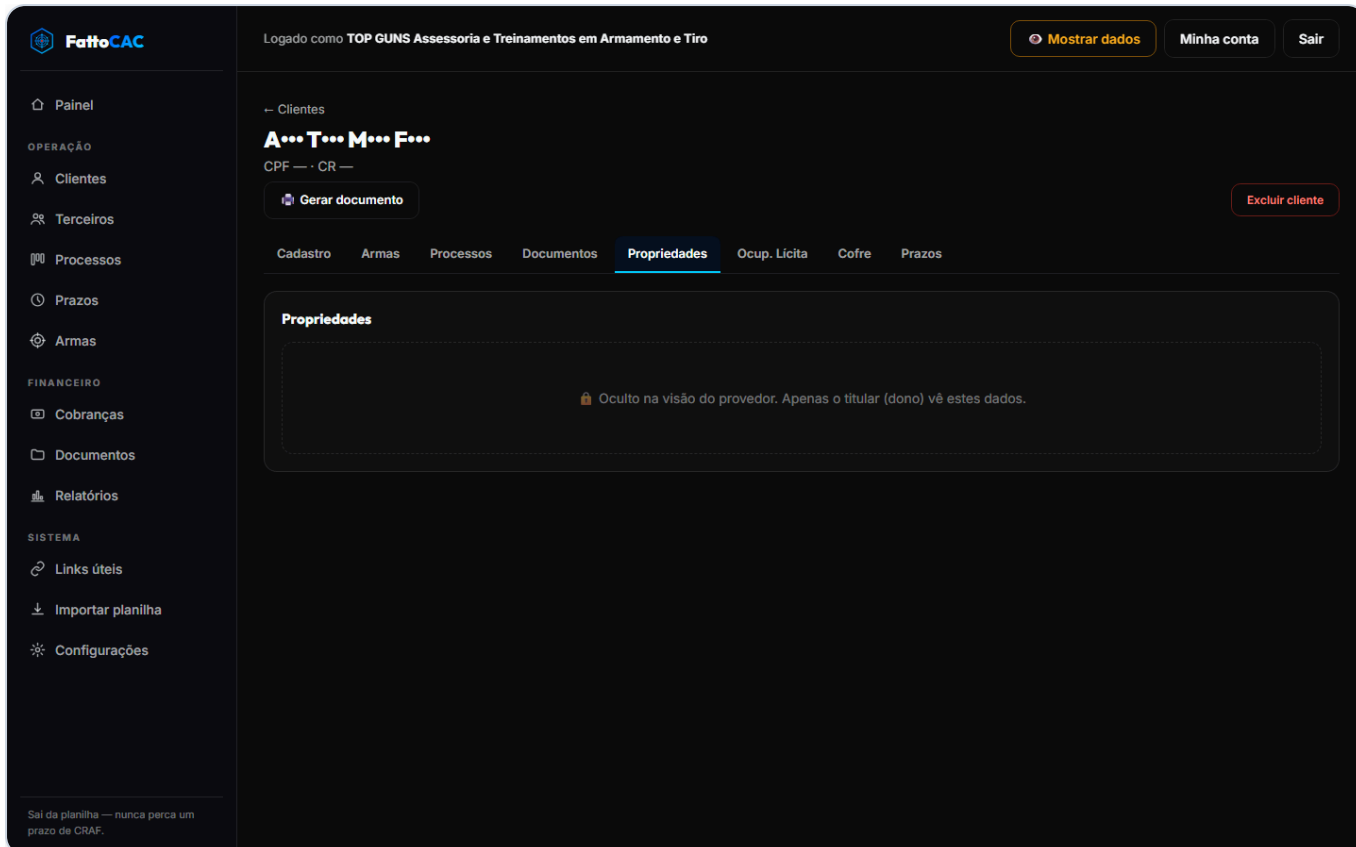 FattoCAC
Logado como TOP GUNS Assessoria e Treinamentos em Armamento e Tiro
Mostrar dados
Minha conta
Sair
Painel
OPERAÇÃO
Clientes
Terceiros
Processos
Prazos
Armas
FINANCEIRO
Cobranças
Documentos
Relatórios
SISTEMA
Links úteis
Importar planilha
Configurações
Sai da planilha — nunca perca um
prazo de CRAF.
← Clientes
A••• T••• M••• F•••
CPF — · CR —
Gerar documento
Excluir cliente
Cadastro
Armas
Processos
Documentos
Propriedades
Ocup. Lícita
Cofre
Prazos
Propriedades
Oculto na visão do provedor. Apenas o titular (dono) vê estes dados.